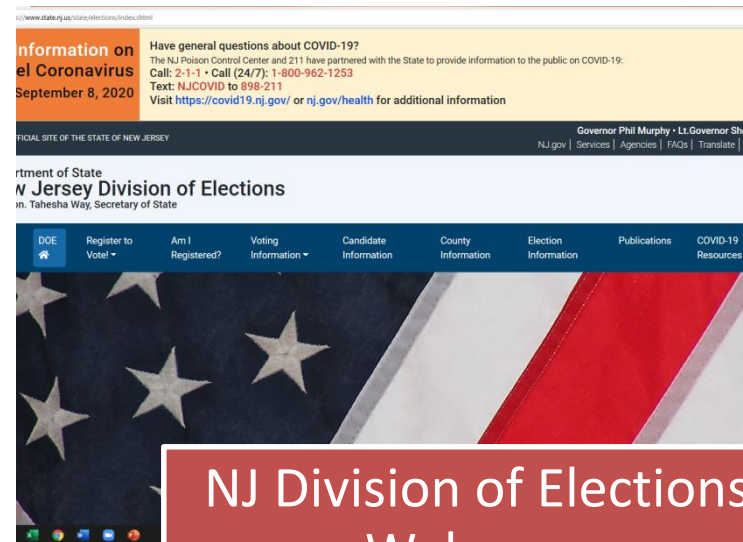 s://www.state.nj.us/state/elections/index.shtml
nformation on
el Coronavirus
September 8, 2020
Have general questions about COVID-19?
The NJ Poison Control Center and 211 have partnered with the State to provide information to the public on COVID-19:
Call: 2-1-1 • Call (24/7): 1-800-962-1253
Text: NJCOVID to 898-211
Visit https://covid19.nj.gov/ or nj.gov/health for additional information
FICIAL SITE OF THE STATE OF NEW JERSEY
Governor Phil Murphy • Lt.Governor She
NJ.gov | Services | Agencies | FAQs | Translate |
rtment of State
w Jersey Division of Elections
on. Tahesha Way, Secretary of State
DOE
Register to Vote!
Am I Registered?
Voting Information
Candidate Information
County Information
Election Information
Publications
COVID-19 Resources
NJ Division of Elections